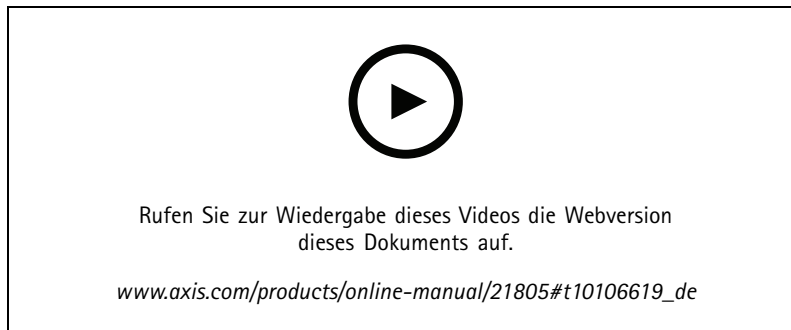 Rufen Sie zur Wiedergabe dieses Videos die Webversion
dieses Dokuments auf.
www.axis.com/products/online-manual/21805#t10106619_de